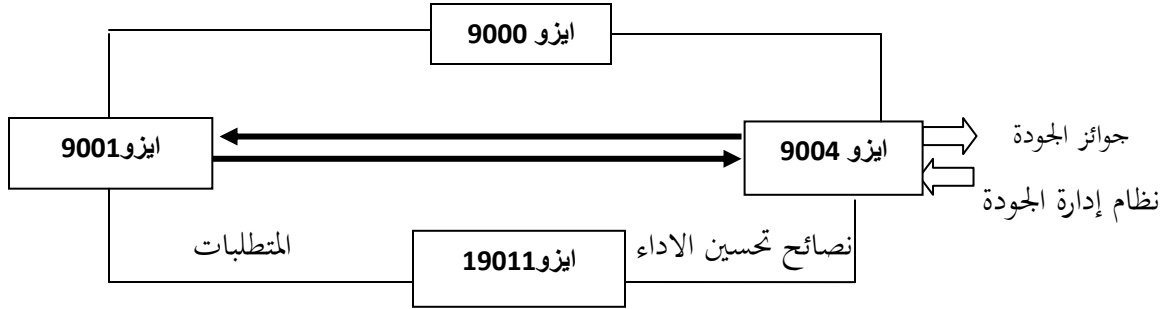 ايزو 9000
ايزو9001
ايزو 9004
جوائز الجودة
نظام إدارة الجودة
نصائح تحسين الاداء
المتطلبات
ايزو19011